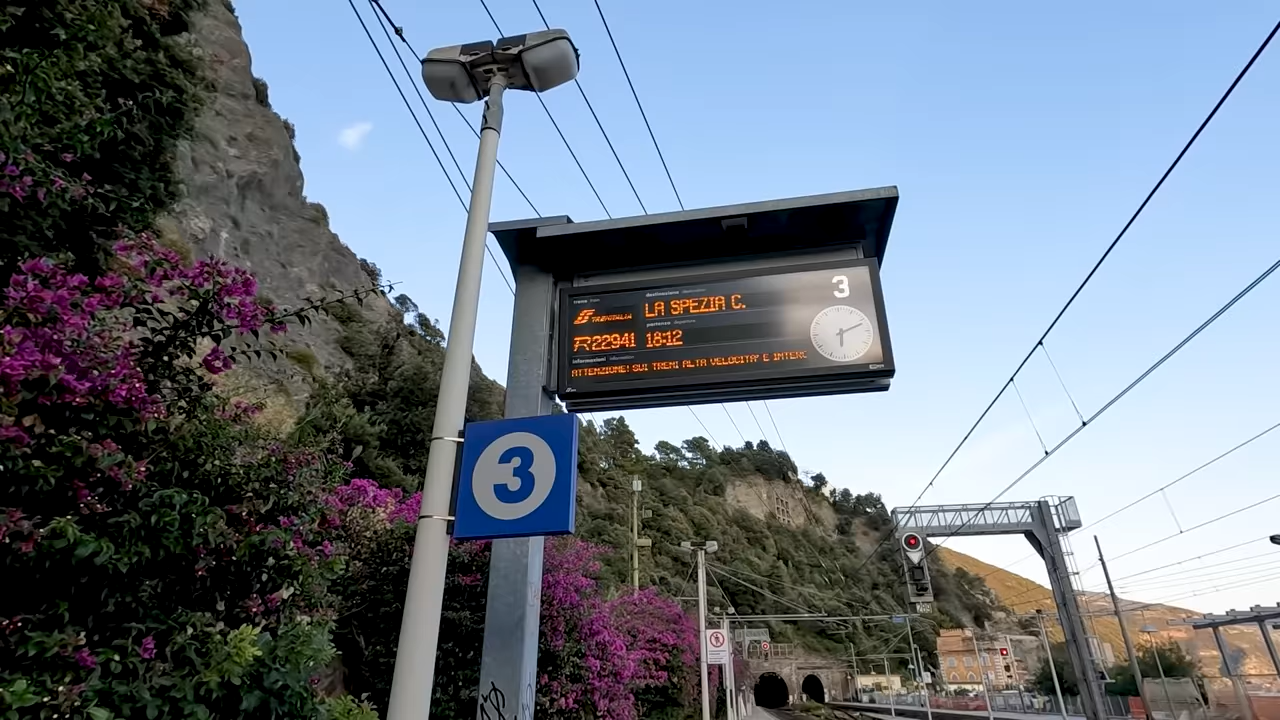 3
treno
destinazione
LA SPEZIA C.
TRENITALIA
partenza
R22941 18:12
informazioni
ATTENZIONE! SUI TRENI ALTA VELOCITA' E INTERC
3